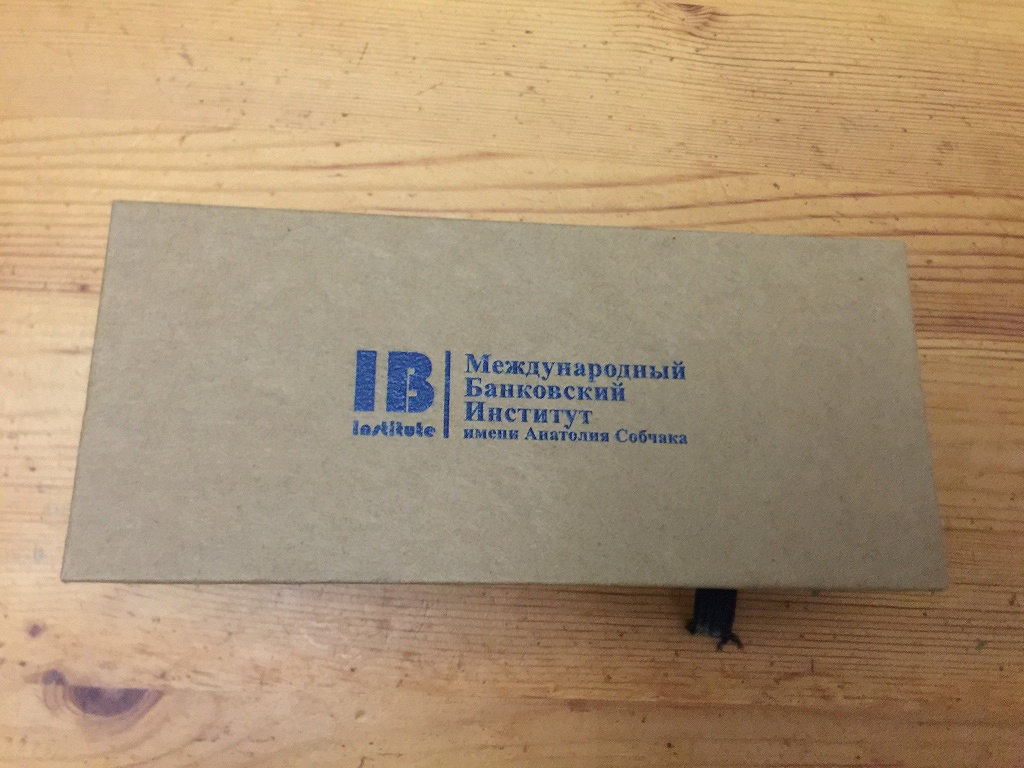 IB
Institute
Международный
Банковский
Институт
имени Анатолия Собчака